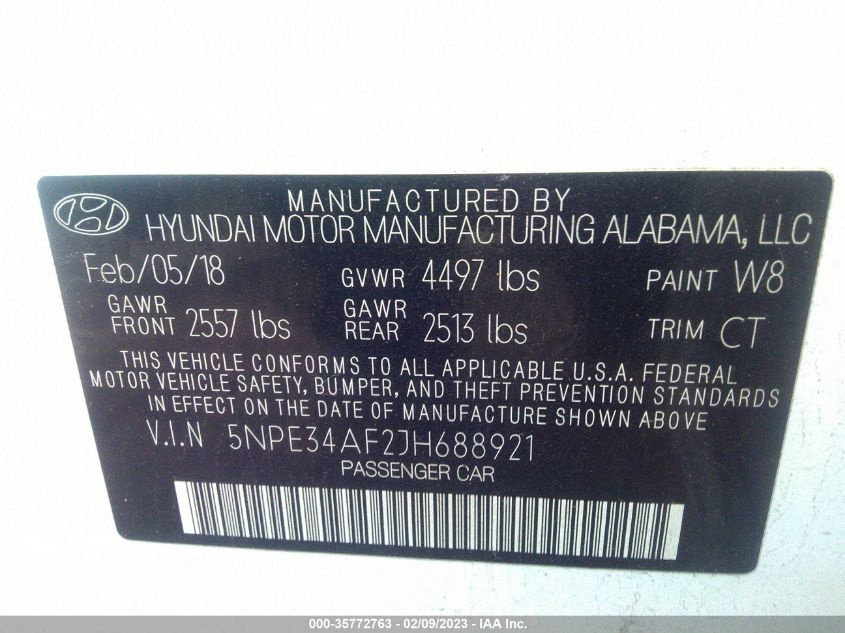 MANUFACTURED BY
HYUNDAI MOTOR MANUFACTURING ALABAMA, LLC
Feb/05/18 GVWR 4497 lbs PAINT W8
GAWR FRONT 2557 lbs GAWR REAR 2513 lbs TRIM CT
THIS VEHICLE CONFORMS TO ALL APPLICABLE U.S.A. FEDERAL
MOTOR VEHICLE SAFETY, BUMPER, AND THEFT PREVENTION STANDARDS
IN EFFECT ON THE DATE OF MANUFACTURE SHOWN ABOVE
V.I.N 5NPE34AF2JH688921
PASSENGER CAR
000-35772763 - 02/09/2023 - IAA Inc.